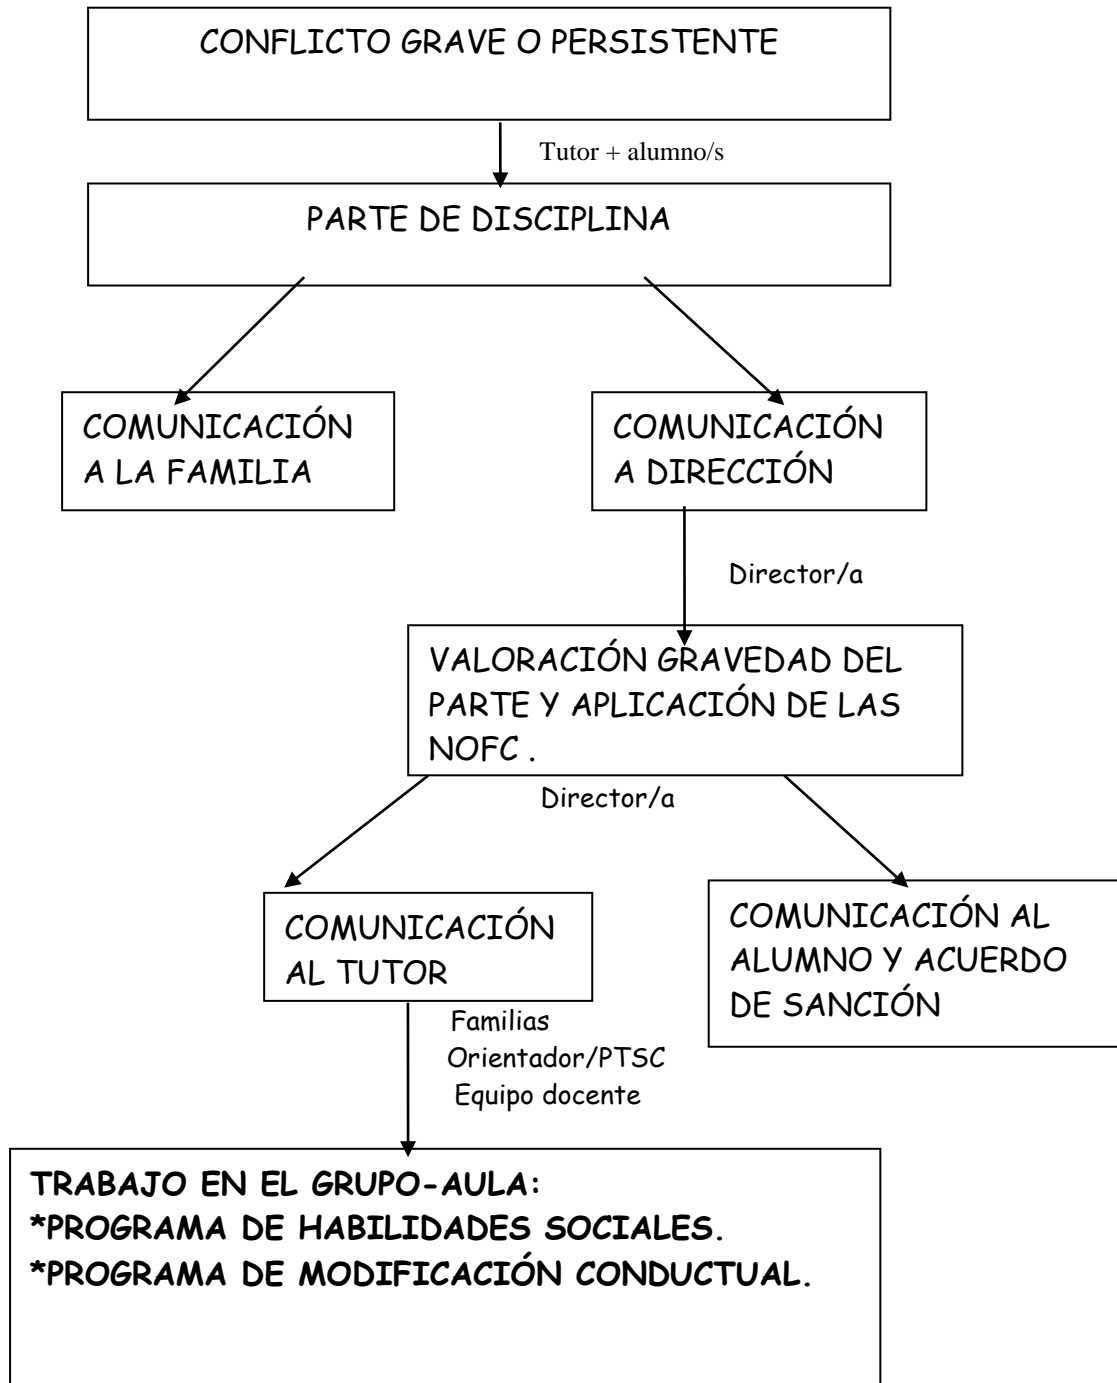 CONFLICTO GRAVE O PERSISTENTE
Tutor + alumno/s
PARTE DE DISCIPLINA
COMUNICACIÓN
A LA FAMILIA
COMUNICACIÓN
A DIRECCIÓN
Director/a
VALORACIÓN GRAVEDAD DEL
PARTE Y APLICACIÓN DE LAS
NOFC .
Director/a
COMUNICACIÓN
AL TUTOR
COMUNICACIÓN AL
ALUMNO Y ACUERDO
DE SANCIÓN
Familias
Orientador/PTSC
Equipo docente
TRABAJO EN EL GRUPO-AULA:
*PROGRAMA DE HABILIDADES SOCIALES.
*PROGRAMA DE MODIFICACIÓN CONDUCTUAL.